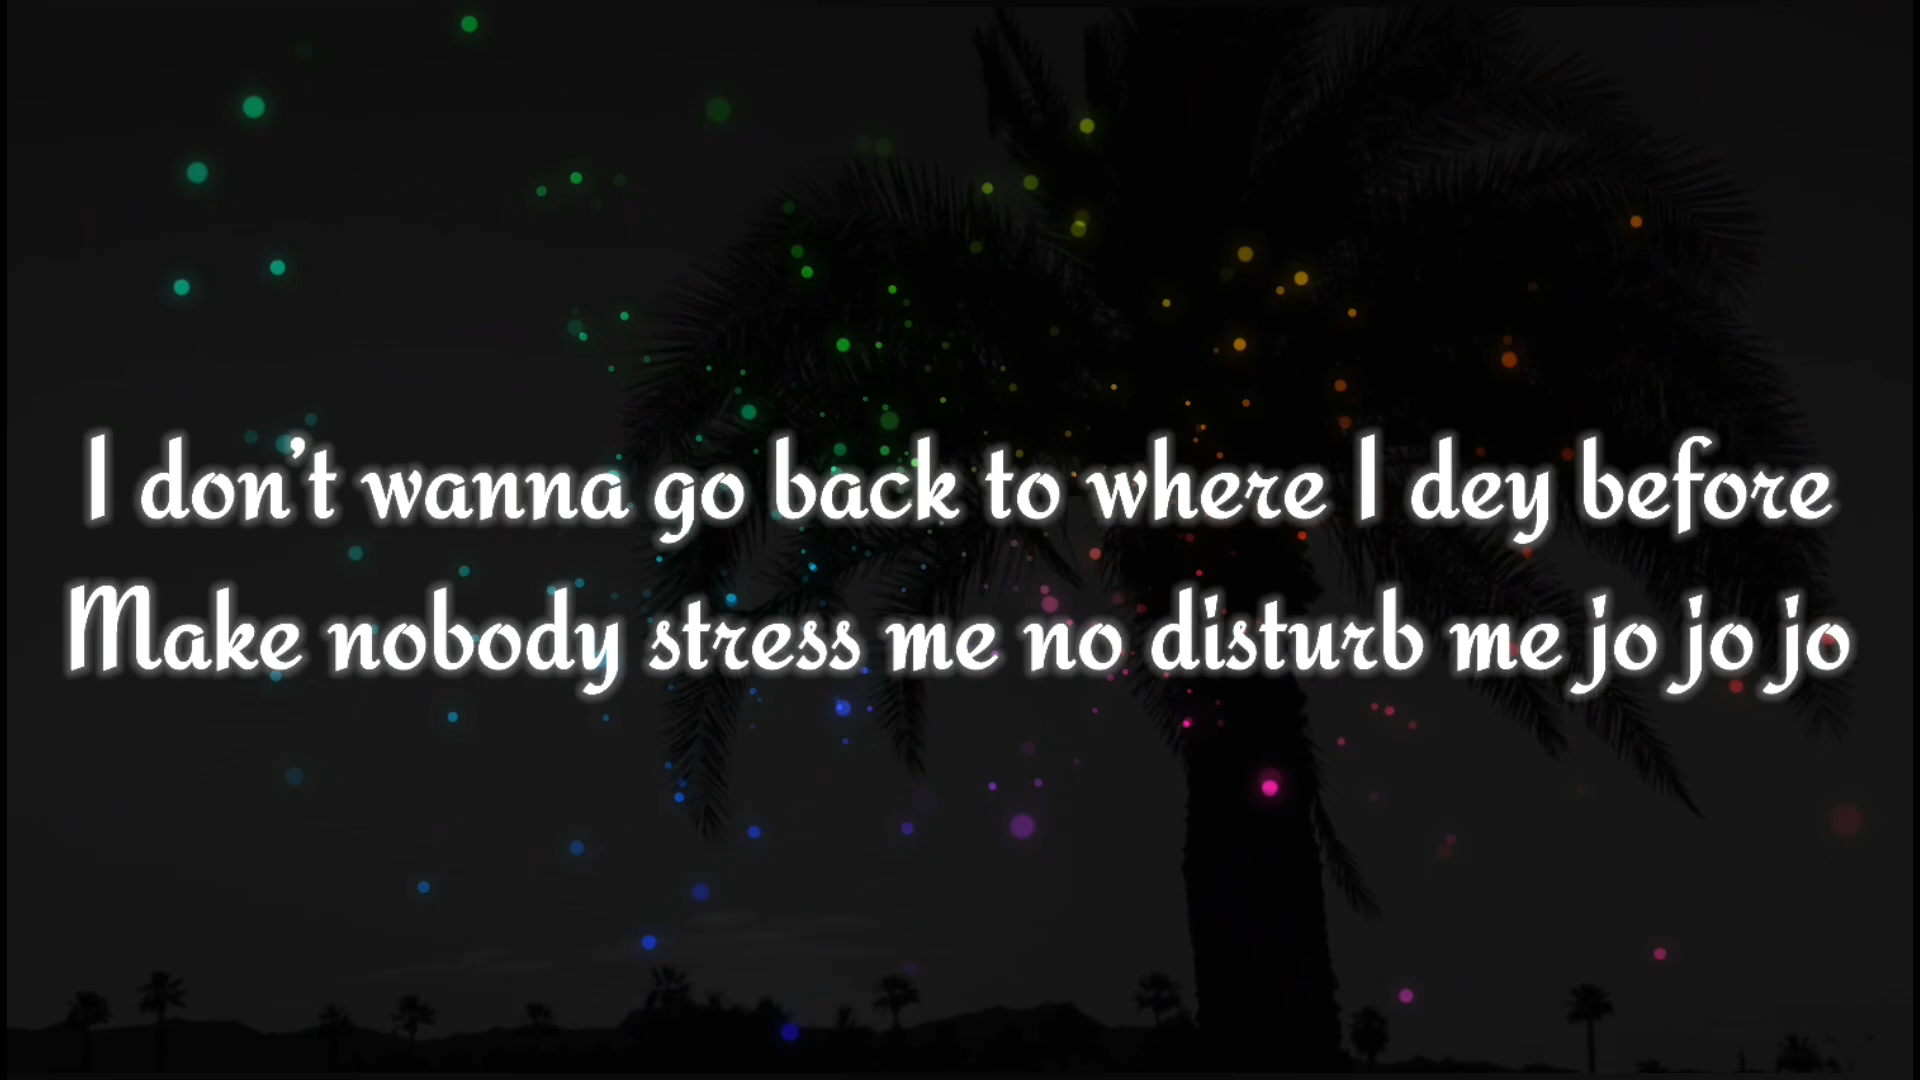 I don't wanna go back to where I dey before
Make nobody stress me no disturb me jo jo jo